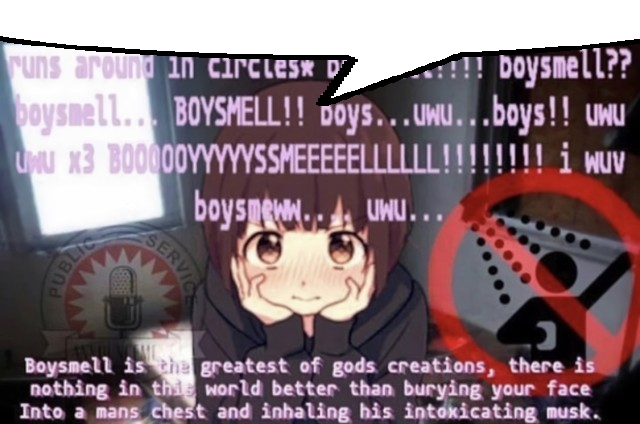 runs around in circles* b !!!! boysmell??
boysmell... BOYSMELL!! boys...uwu...boys!! uwu
uwu x3 BOOOOOYYYYYSSMEEEEELLLLLL!!!!!!!! i wuv
boysmeww.... uwu...
PUBLIC SERVICE
Boysmell is the greatest of gods creations, there is
nothing in this world better than burying your face
Into a mans chest and inhaling his intoxicating musk.